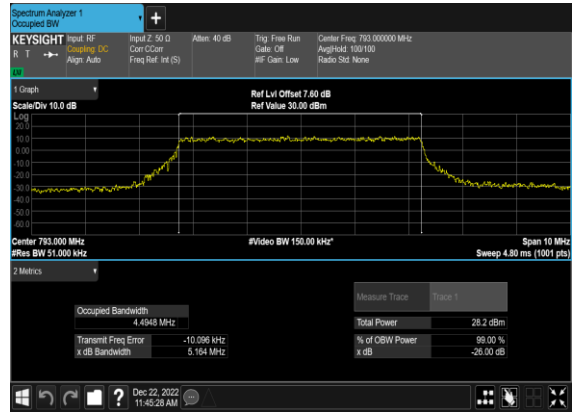 Spectrum Analyzer 1
Occupied BW
+
KEYSIGHT Input: RF Input Z: 50 Ω Atten: 40 dB Trig: Free Run Center Freq: 793.000000 MHz
R T Coupling: DC Corr CCorr Gate: Off Avg|Hold: 100/100
Align: Auto Freq Ref: Int (S) #IF Gain: Low Radio Std: None
LW
1 Graph
Ref Lvl Offset 7.60 dB
Scale/Div 10.0 dB Ref Value 30.00 dBm
Log
20.0
10.0
0.00
-10.0
-20.0
-30.0
-40.0
-50.0
-60.0
Center 793.000 MHz #Video BW 150.00 kHz* Span 10 MHz
#Res BW 51.000 kHz Sweep 4.80 ms (1001 pts)
2 Metrics
Measure Trace Trace 1
Occupied Bandwidth
4.4948 MHz Total Power 28.2 dBm
Transmit Freq Error -10.096 kHz % of OBW Power 99.00 %
x dB Bandwidth 5.164 MHz x dB -26.00 dB
? Dec 22, 2022
11:45:28 AM